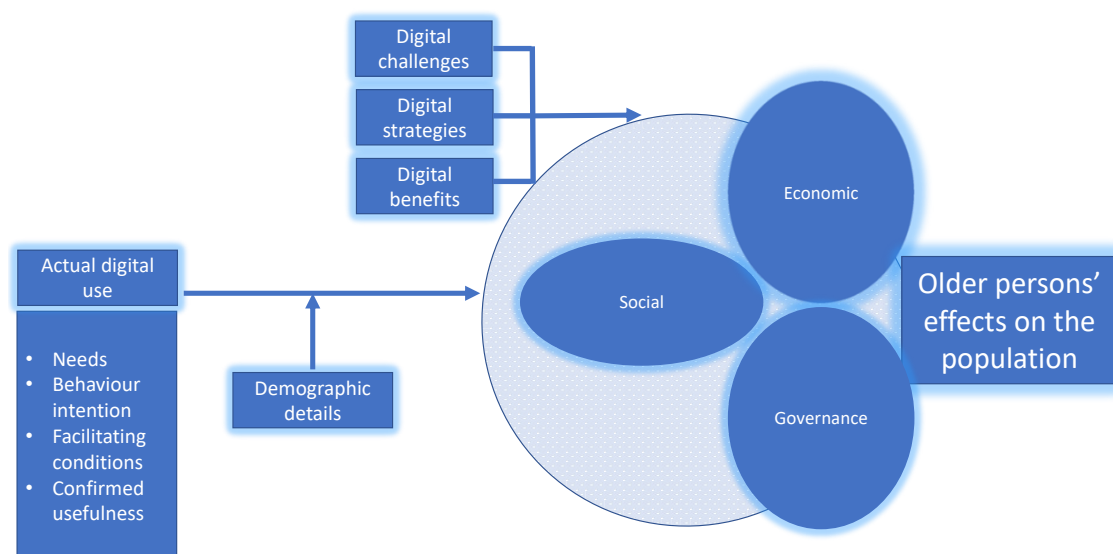 Digital
challenges
Digital
strategies
Digital
benefits
Economic
Actual digital
use
Social
Older persons’
effects on the
population
• Needs
• Behaviour
intention
• Facilitating
conditions
• Confirmed
usefulness
Demographic
details
Governance